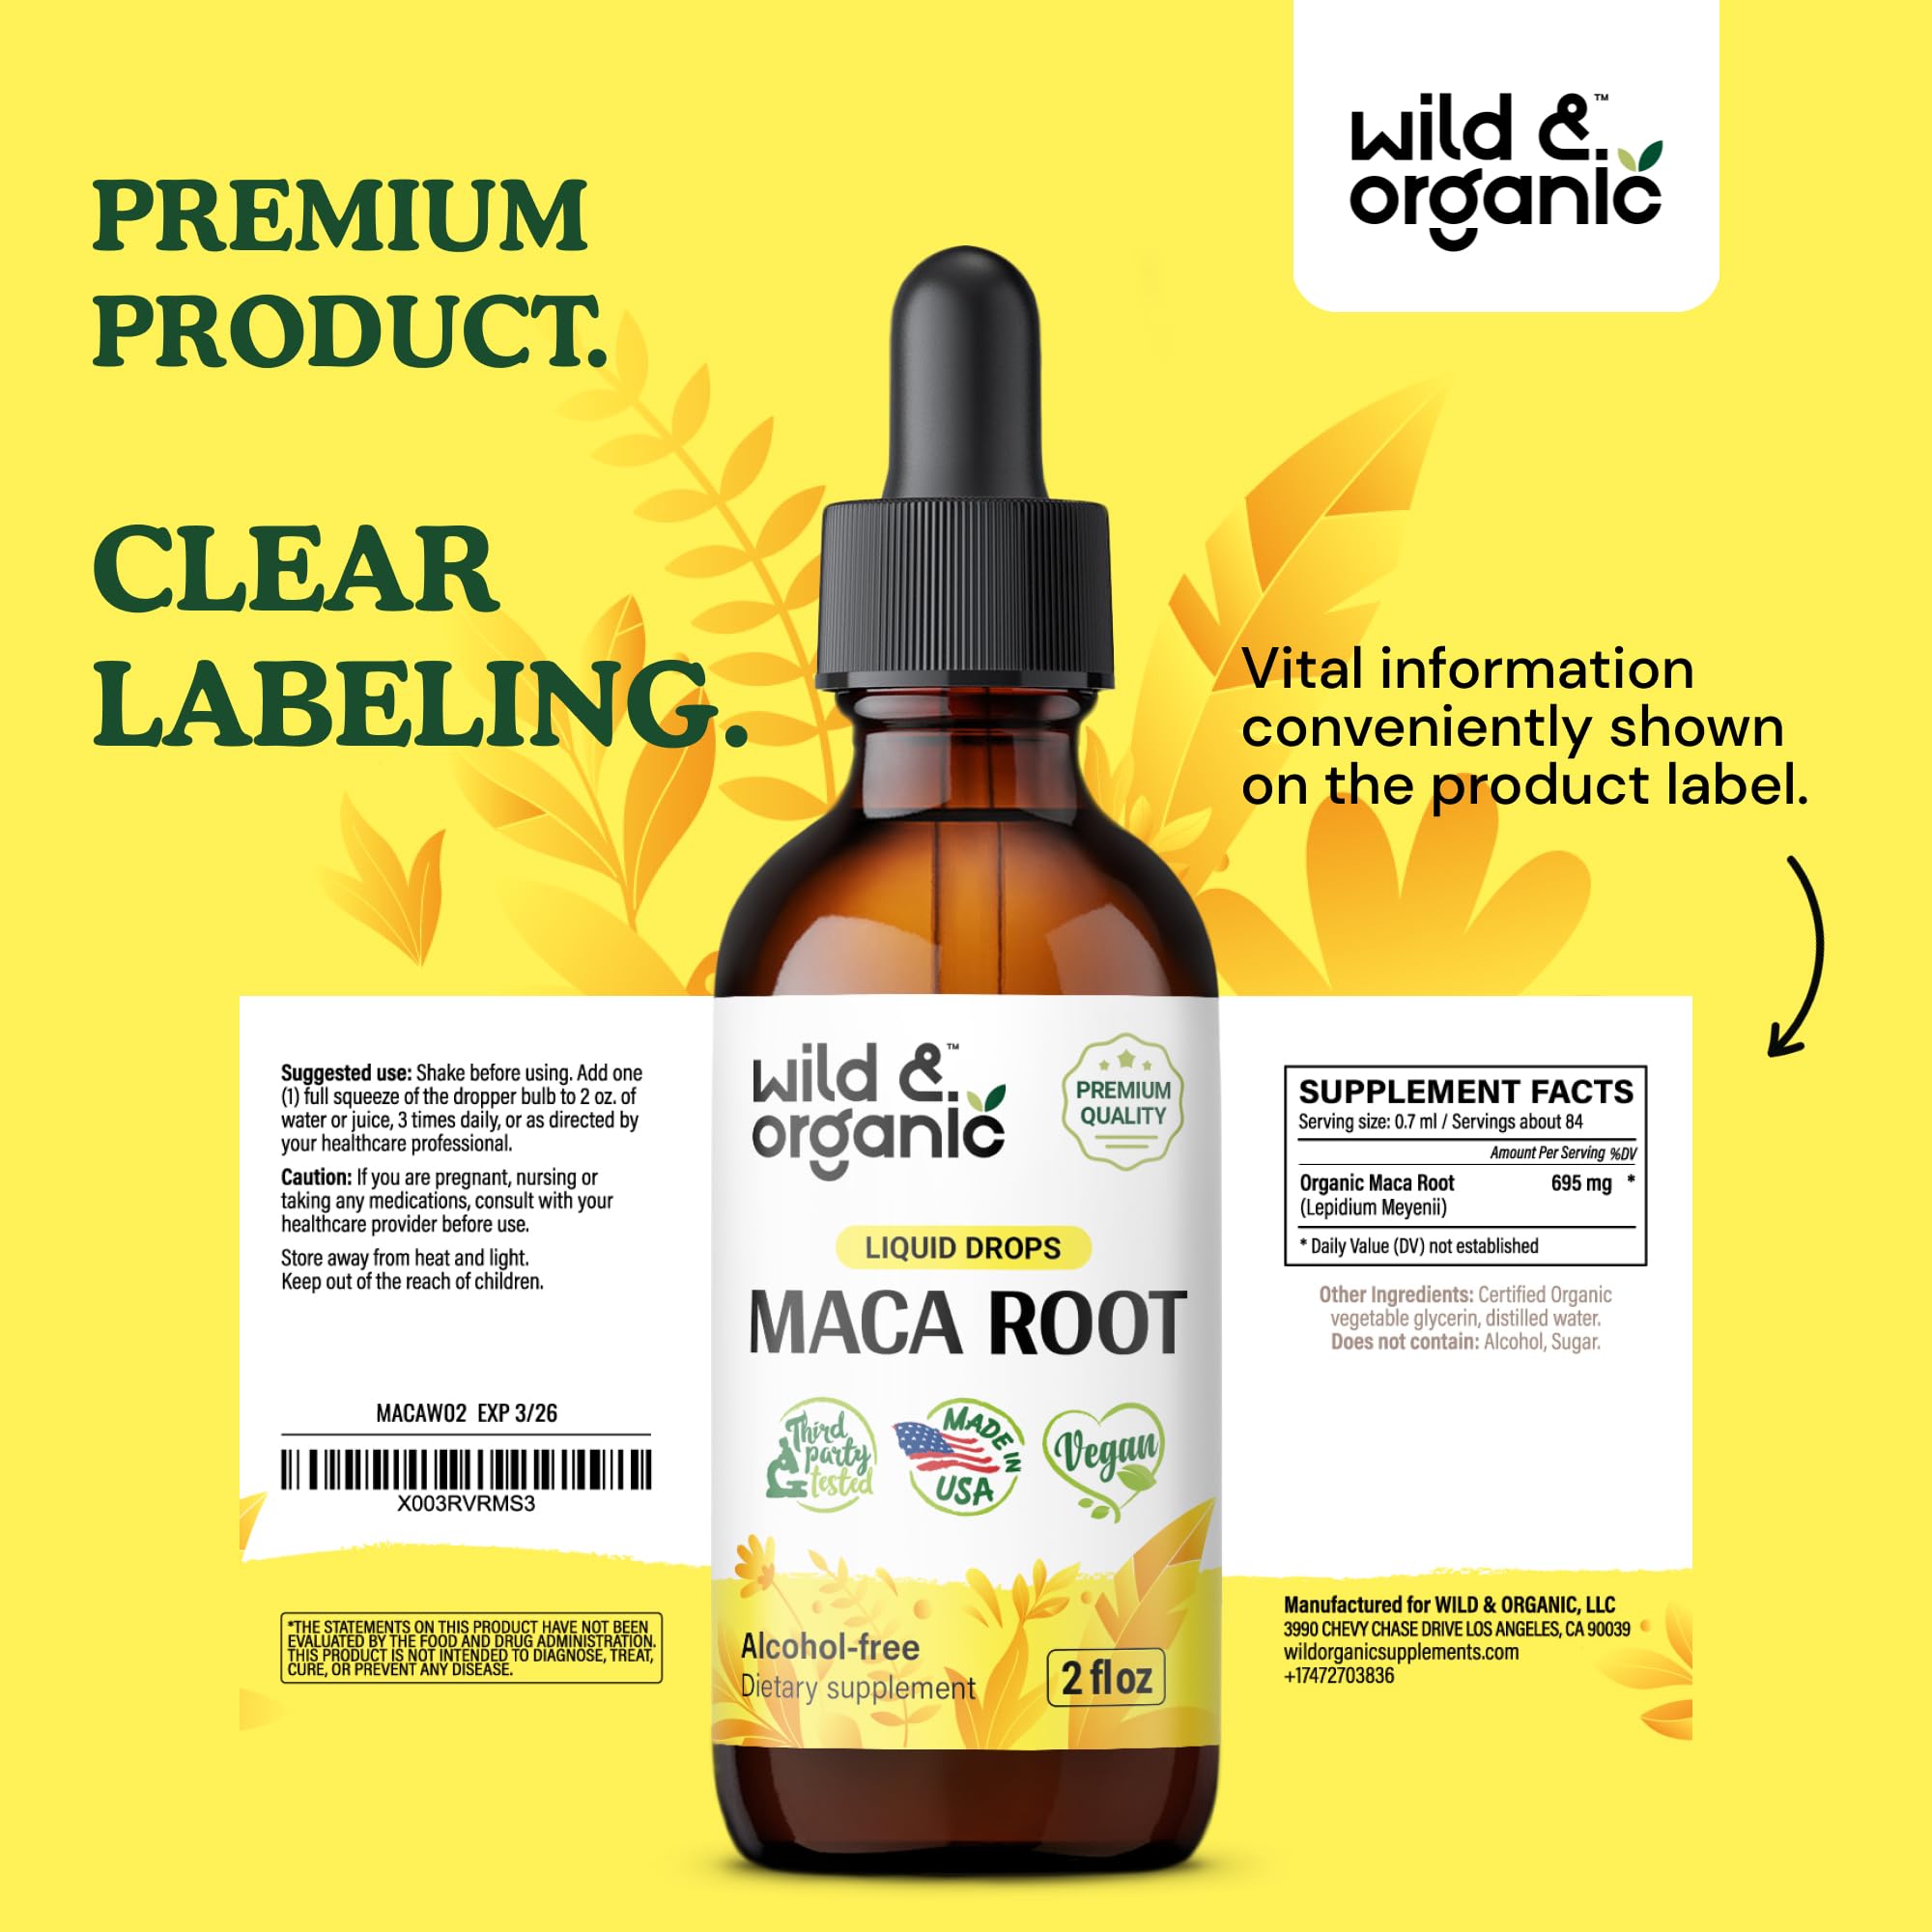 wild &™
organic
PREMIUM
PRODUCT.
CLEAR
LABELING.
Vital information
conveniently shown
on the product label.
Suggested use: Shake before using. Add one
(1) full squeeze of the dropper bulb to 2 oz. of
water or juice, 3 times daily, or as directed by
your healthcare professional.
Caution: If you are pregnant, nursing or
taking any medications, consult with your
healthcare provider before use.
Store away from heat and light.
Keep out of the reach of children.
MACAW02 EXP 3/26
X003RVRMS3
*THE STATEMENTS ON THIS PRODUCT HAVE NOT BEEN
EVALUATED BY THE FOOD AND DRUG ADMINISTRATION.
THIS PRODUCT IS NOT INTENDED TO DIAGNOSE, TREAT,
CURE, OR PREVENT ANY DISEASE.
wild &™
organic
PREMIUM
QUALITY
LIQUID DROPS
MACA ROOT
Third
party
tested
MADE IN
USA
Vegan
Alcohol-free
Dietary supplement
2 fl oz
SUPPLEMENT FACTS
Serving size: 0.7 ml / Servings about 84
Amount Per Serving %DV
Organic Maca Root 695 mg *
(Lepidium Meyenii)
* Daily Value (DV) not established
Other Ingredients: Certified Organic
vegetable glycerin, distilled water.
Does not contain: Alcohol, Sugar.
Manufactured for WILD & ORGANIC, LLC
3990 CHEVY CHASE DRIVE LOS ANGELES, CA 90039
wildorganicsupplements.com
+17472703836